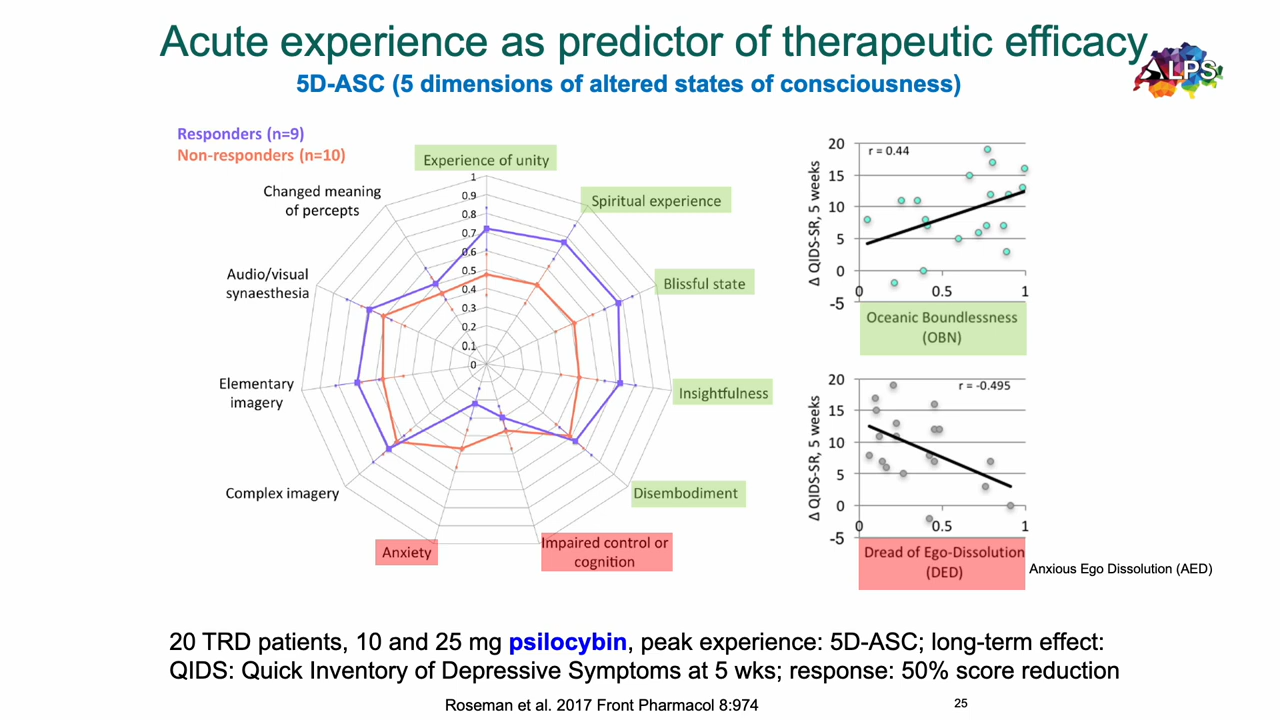 Acute experience as predictor of therapeutic efficacy
ALPS
5D-ASC (5 dimensions of altered states of consciousness)
Responders (n=9)
Non-responders (n=10)
Experience of unity
Spiritual experience
Blissful state
Insightfulness
Disembodiment
Impaired control or
cognition
Anxiety
Complex imagery
Elementary
imagery
Audio/visual
synaesthesia
Changed meaning
of percepts
1
0.9
0.8
0.7
0.6
0.5
0.4
0.3
0.2
0.1
0
r = 0.44
Δ QIDS-SR, 5 weeks
20
15
10
5
0
-5
0 0.5 1
Oceanic Boundlessness
(OBN)
r = -0.495
Δ QIDS-SR, 5 weeks
20
15
10
5
0
-5
0 0.5 1
Dread of Ego-Dissolution
(DED)
Anxious Ego Dissolution (AED)
20 TRD patients, 10 and 25 mg psilocybin, peak experience: 5D-ASC; long-term effect:
QIDS: Quick Inventory of Depressive Symptoms at 5 wks; response: 50% score reduction
Roseman et al. 2017 Front Pharmacol 8:974
25